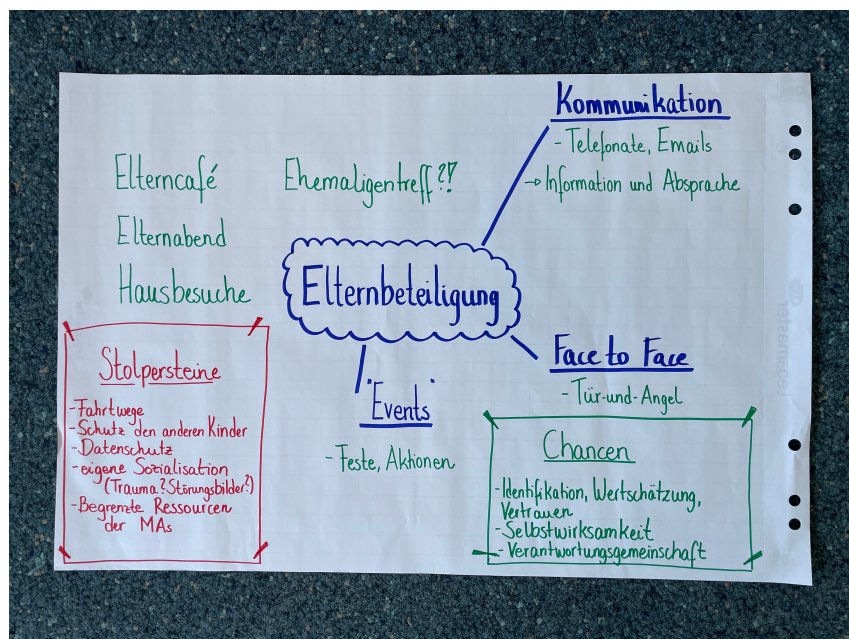 Kommunikation
- Telefonate, Emails
→ Information und Absprache
Elterncafé
Ehemaligentreff?!?
Elternabend
Hausbesuche
Elternbeteiligung
Face to Face
- Tür-und-Angel
"Events"
- Feste, Aktionen
Stolpersteine
- Fahrtwege
- Schutz den anderen Kinder
- Datenschutz
- eigene Sozialisation
(Trauma? Störungsbilder?)
- Begrenzte Ressourcen
der MAs
Chancen
- Identifikation, Wertschätzung,
Vertrauen
- Selbstwirksamkeit
- Verantwortungsgemeinschaft
Legamaster